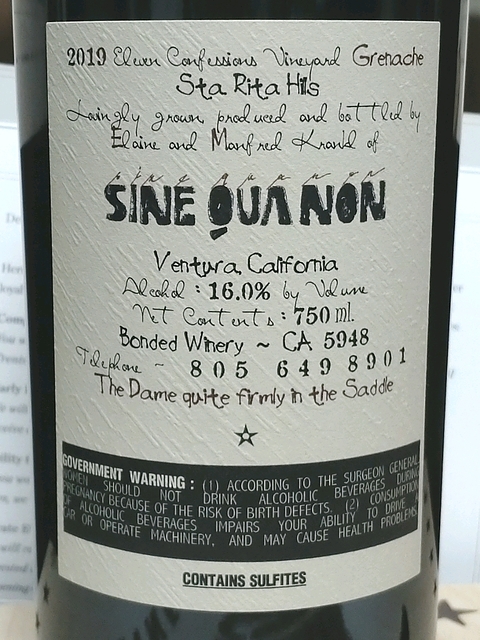 2019 Eleven Confessions Vineyard Grenache
Sta Rita Hills
Lovingly grown, produced and bottled by
Elaine and Manfred Krankl of
sine qua non
SINE QUA NON
Ventura, California
Alcohol : 16.0% by Volume
Net Contents : 750 ml.
Bonded Winery ~ CA 5948
Telephone ~ 805 649 8901
The Dame quite firmly in the Saddle
GOVERNMENT WARNING : (1) ACCORDING TO THE SURGEON GENERAL,
WOMEN SHOULD NOT DRINK ALCOHOLIC BEVERAGES DURING
PREGNANCY BECAUSE OF THE RISK OF BIRTH DEFECTS. (2) CONSUMPTION
OF ALCOHOLIC BEVERAGES IMPAIRS YOUR ABILITY TO DRIVE A
CAR OR OPERATE MACHINERY, AND MAY CAUSE HEALTH PROBLEMS.
CONTAINS SULFITES